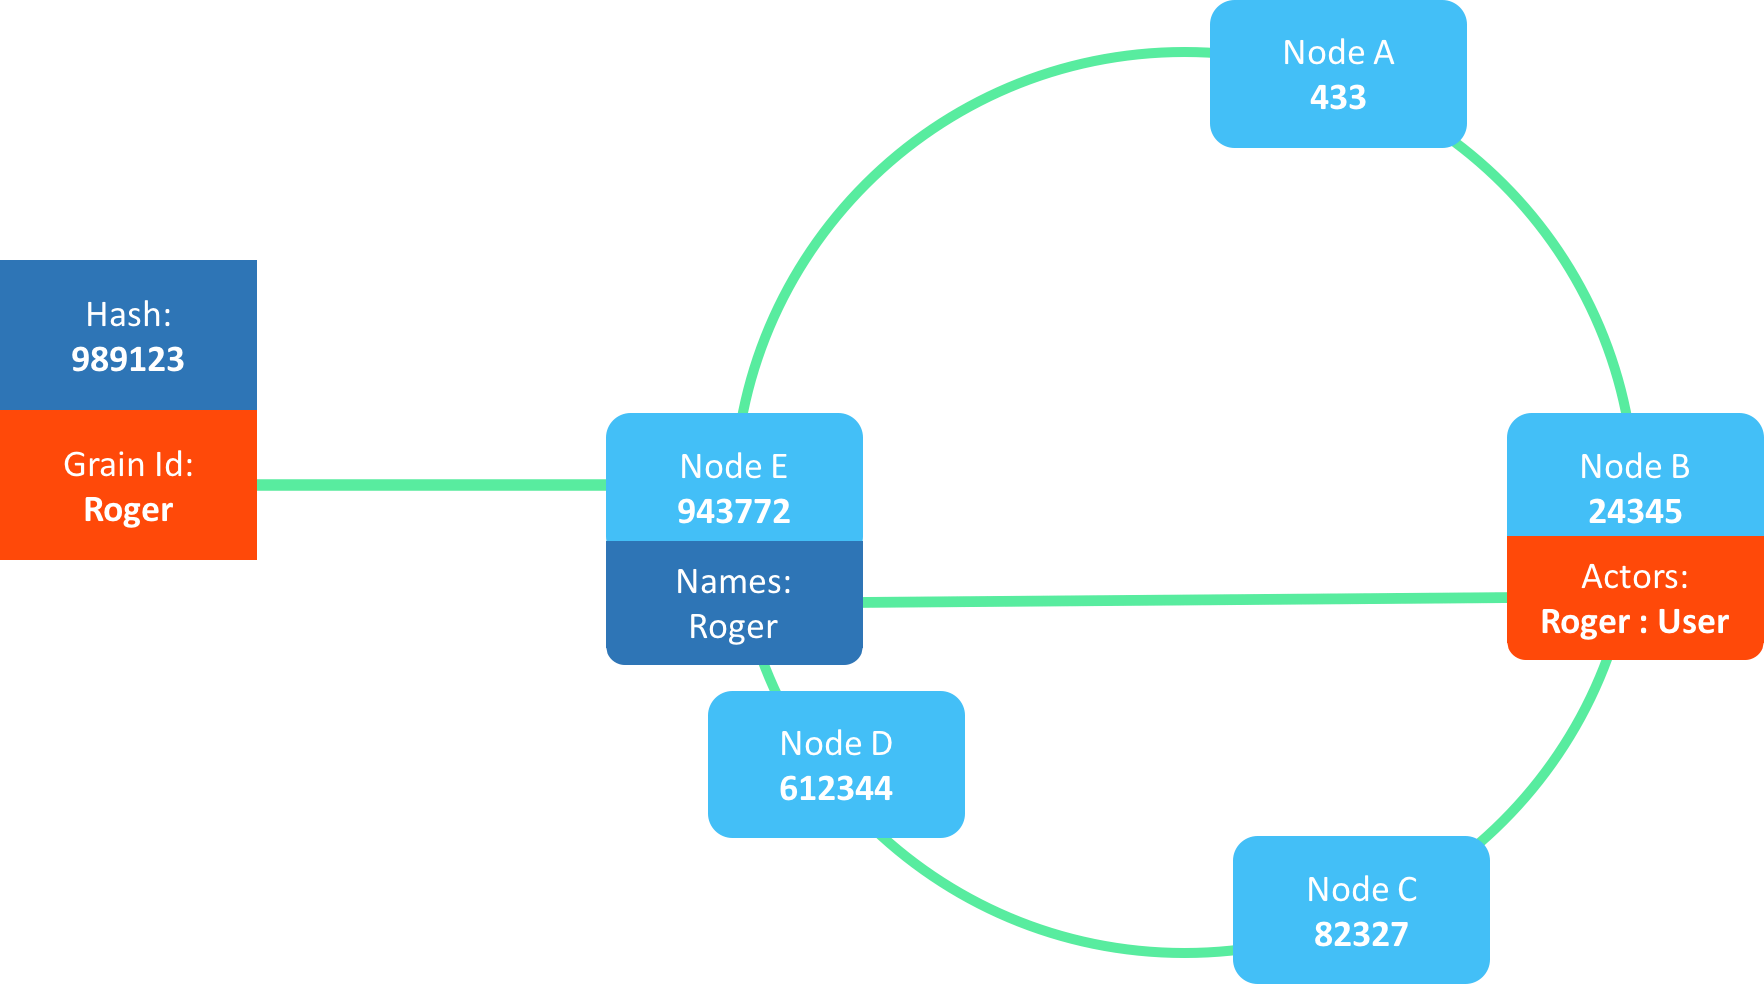 Node A
433
Hash:
989123
Grain Id:
Roger
Node E
943772
Names:
Roger
Node B
24345
Actors:
Roger : User
Node D
612344
Node C
82327